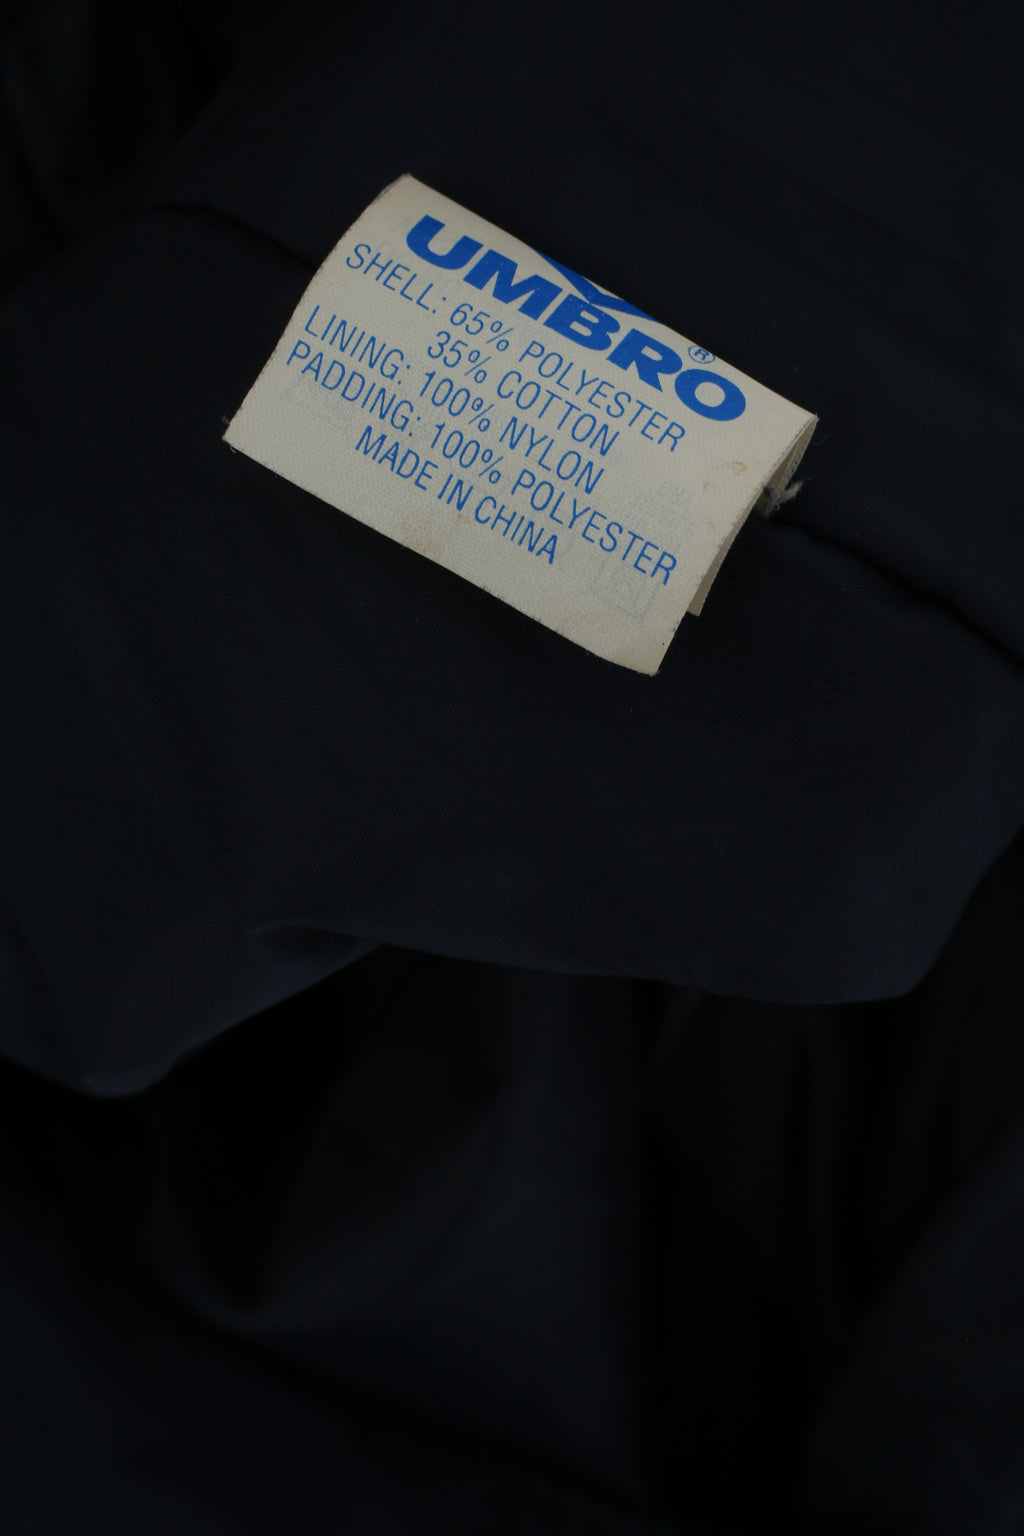 UMBRO®
SHELL: 65% POLYESTER
35% COTTON
LINING: 100% NYLON
PADDING: 100% POLYESTER
MADE IN CHINA